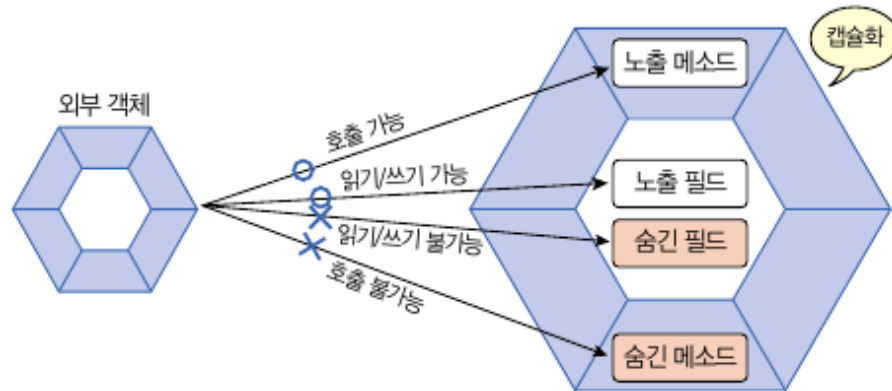 캡슐화
노출 메소드
외부 객체
호출 가능
읽기/쓰기 가능
노출 필드
읽기/쓰기 불가능
숨긴 필드
호출 불가능
숨긴 메소드